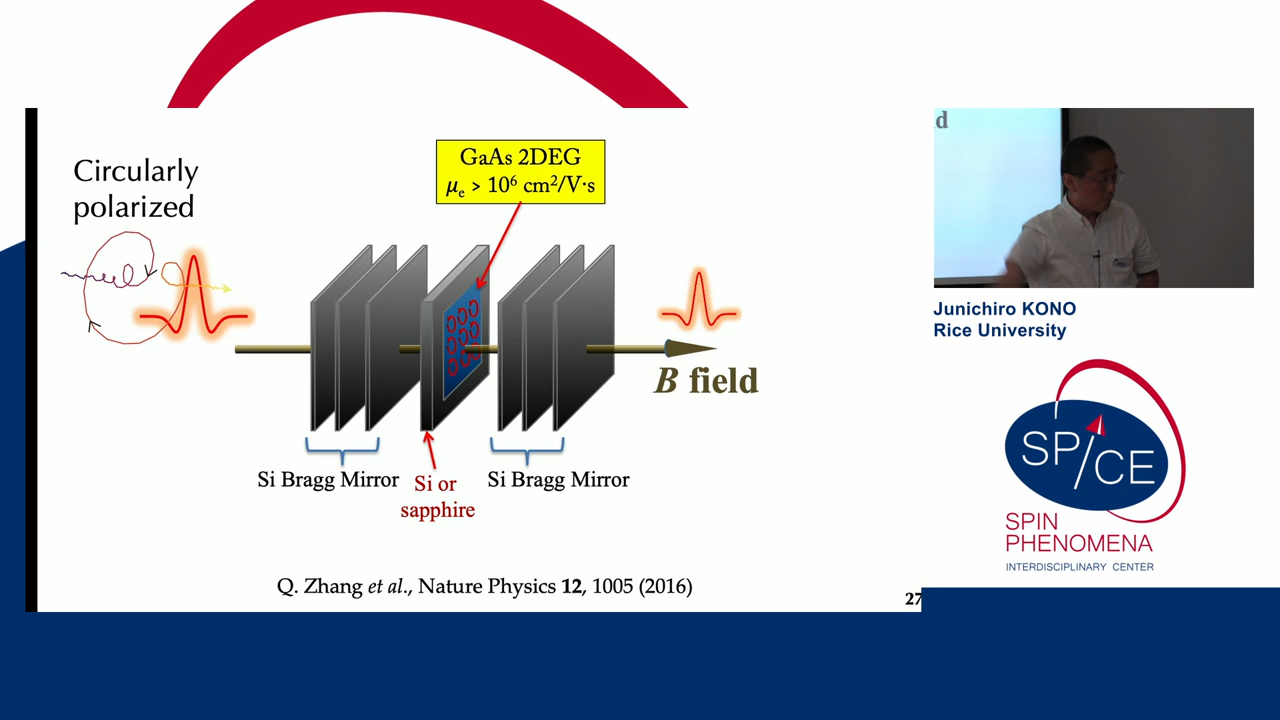 Circularly
polarized
GaAs 2DEG
μe > 10⁶ cm²/V·s
B field
Si Bragg Mirror
Si or
sapphire
Si Bragg Mirror
Q. Zhang et al., Nature Physics 12, 1005 (2016)
27
d
Junichiro KONO
Rice University
SP/CE
SPIN
PHENOMENA
INTERDISCIPLINARY CENTER